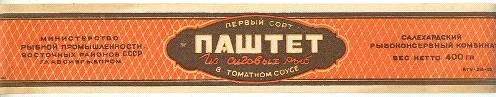 МИНИСТЕРСТВО
РЫБНОЙ ПРОМЫШЛЕННОСТИ
ВОСТОЧНЫХ РАЙОНОВ СССР
ГЛАВСИБРЫБПРОМ
ПЕРВЫЙ СОРТ
ПАШТЕТ
Из сиговых рыб
В ТОМАТНОМ СОУСЕ
САЛЕХАРДСКИЙ
РЫБОКОНСЕРВНЫЙ КОМБИНАТ
ВЕС НЕТТО 400 ГР.